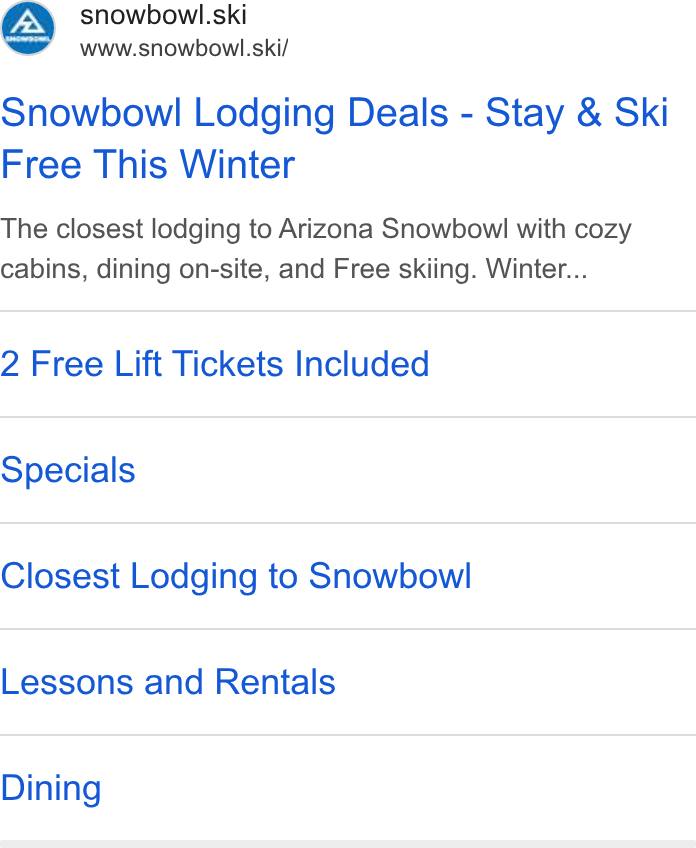 snowbowl.ski
www.snowbowl.ski/
Snowbowl Lodging Deals - Stay & Ski
Free This Winter
The closest lodging to Arizona Snowbowl with cozy
cabins, dining on-site, and Free skiing. Winter...
2 Free Lift Tickets Included
Specials
Closest Lodging to Snowbowl
Lessons and Rentals
Dining